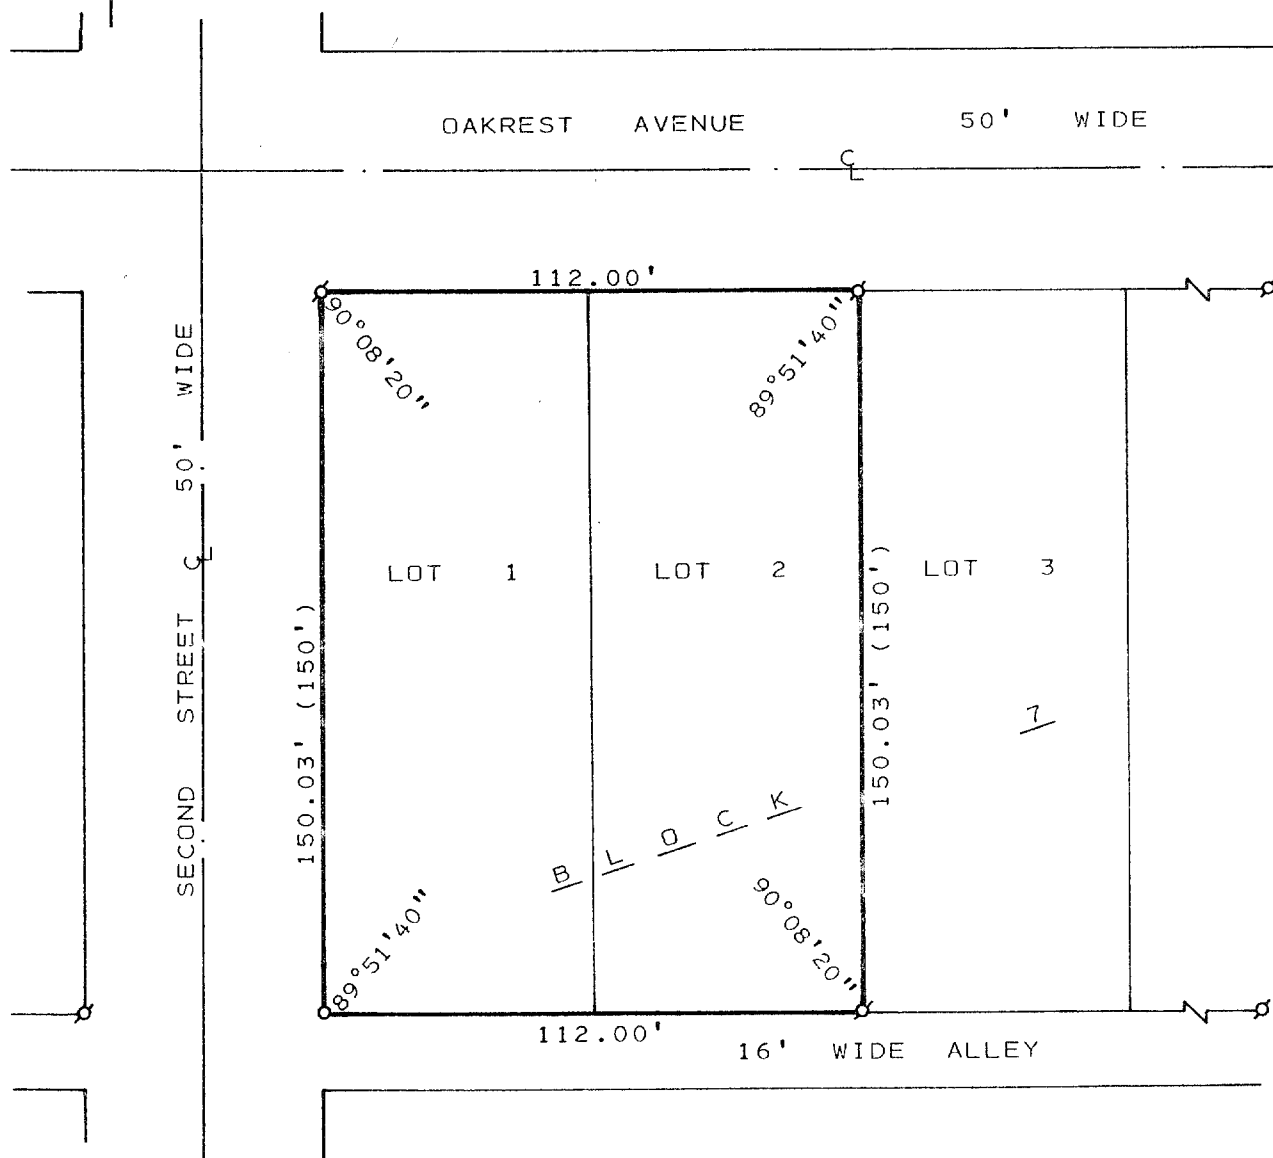 OAKREST AVENUE 50' WIDE
℄
112.00'
90°08'20"
89°51'40"
SECOND STREET ℄ 50' WIDE
150.03' (150')
LOT 1
LOT 2
150.03' (150')
LOT 3
BLOCK 7
89°51'40"
90°08'20"
112.00'
16' WIDE ALLEY